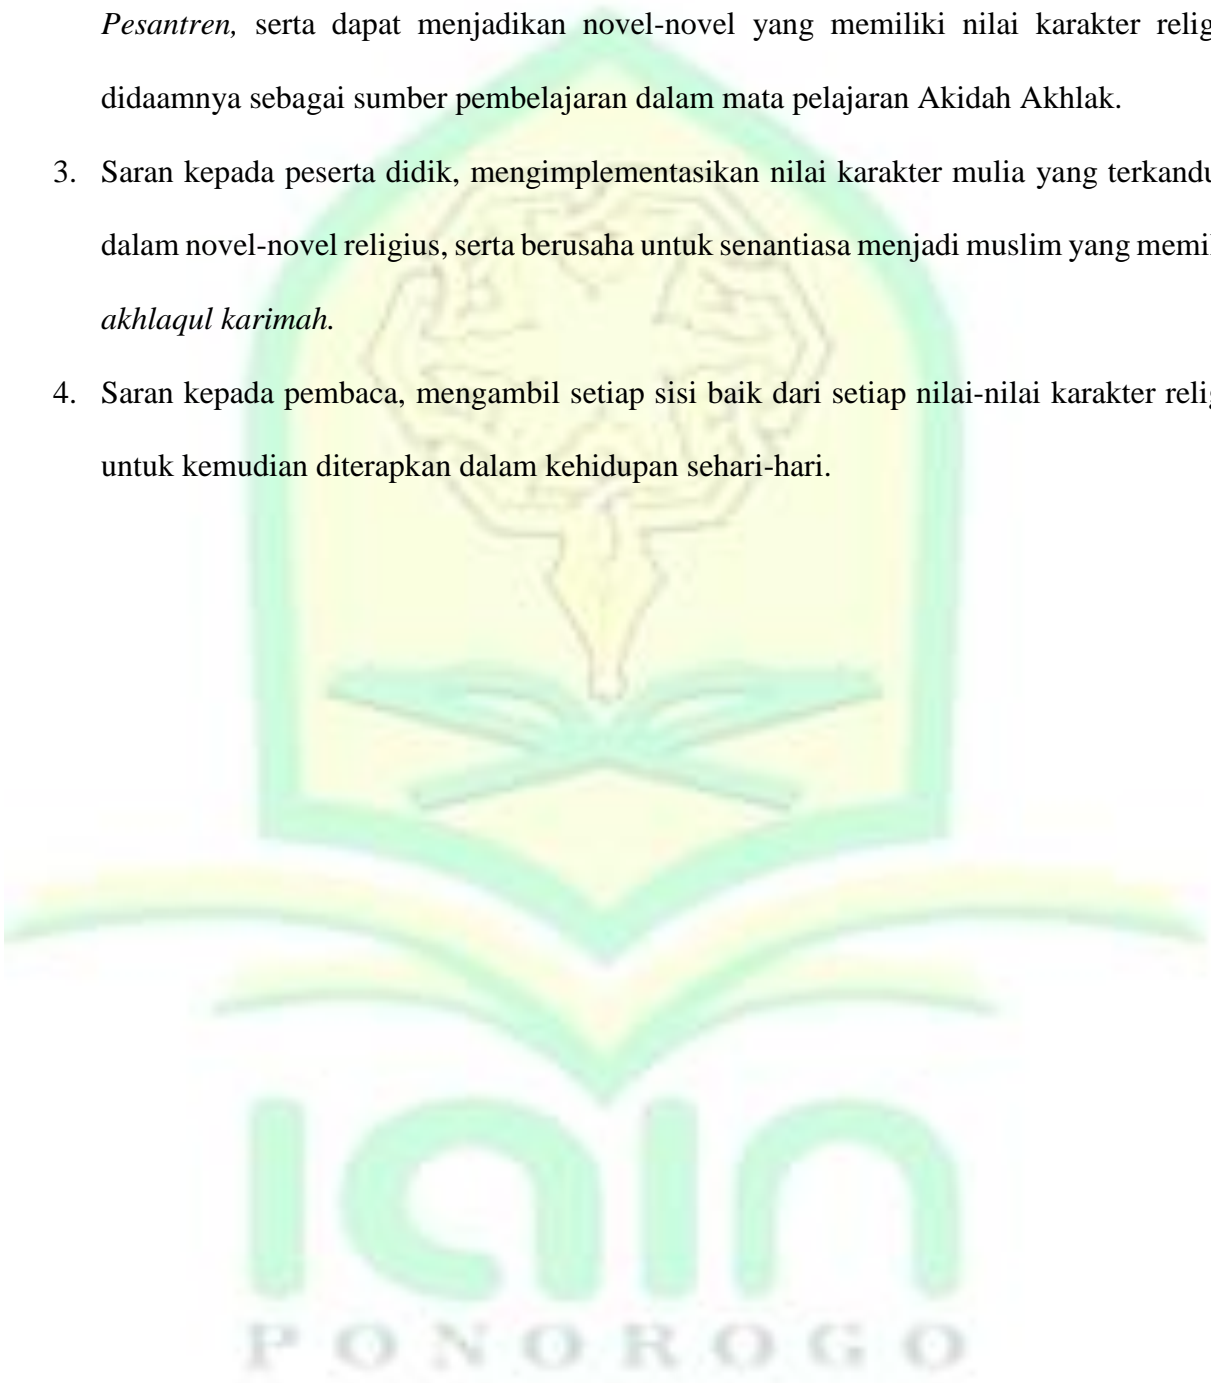 Pesantren, serta dapat menjadikan novel-novel yang memiliki nilai karakter relig
didaamnya sebagai sumber pembelajaran dalam mata pelajaran Akidah Akhlak.
3. Saran kepada peserta didik, mengimplementasikan nilai karakter mulia yang terkandu
dalam novel-novel religius, serta berusaha untuk senantiasa menjadi muslim yang memi
akhlaqul karimah.
4. Saran kepada pembaca, mengambil setiap sisi baik dari setiap nilai-nilai karakter relig
untuk kemudian diterapkan dalam kehidupan sehari-hari.
iain
PONOROGO